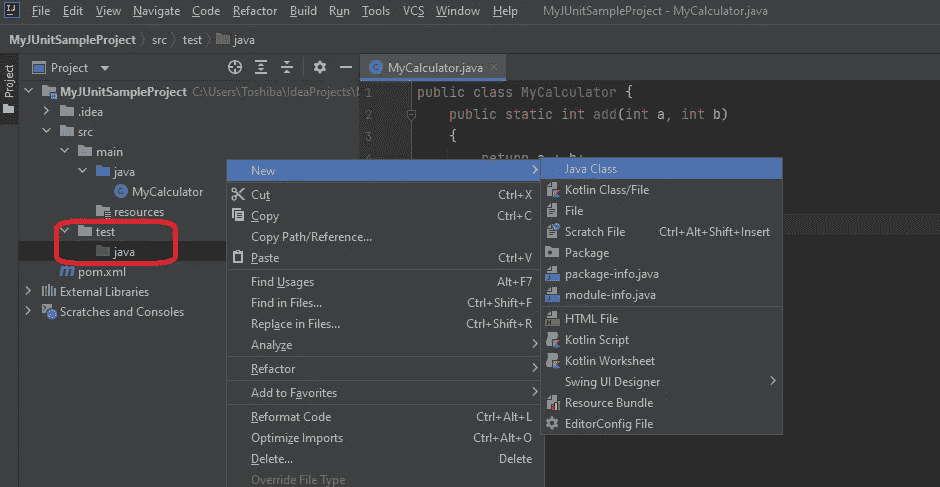 IJ File Edit View Navigate Code Refactor Build Run Tools VCS Window Help MyJUnitSampleProject - MyCalculator.java
MyJUnitSampleProject src test java
Project
Project
MyCalculator.java
MyJUnitSampleProject C:\Users\Toshiba\IdeaProjects\
.idea
src
main
java
MyCalculator
resources
test
java
pom.xml
External Libraries
Scratches and Consoles
1 public class MyCalculator {
2 public static int add(int a, int b)
3 {
return a + b;
New
Cut Ctrl+X
Copy Ctrl+C
Copy Path/Reference...
Paste Ctrl+V
Find Usages Alt+F7
Find in Files... Ctrl+Shift+F
Replace in Files... Ctrl+Shift+R
Analyze
Refactor
Add to Favorites
Reformat Code Ctrl+Alt+L
Optimize Imports Ctrl+Alt+O
Delete... Delete
Override File Type
Java Class
Kotlin Class/File
File
Scratch File Ctrl+Alt+Shift+Insert
Package
package-info.java
module-info.java
HTML File
Kotlin Script
Kotlin Worksheet
Swing UI Designer
Resource Bundle
EditorConfig File